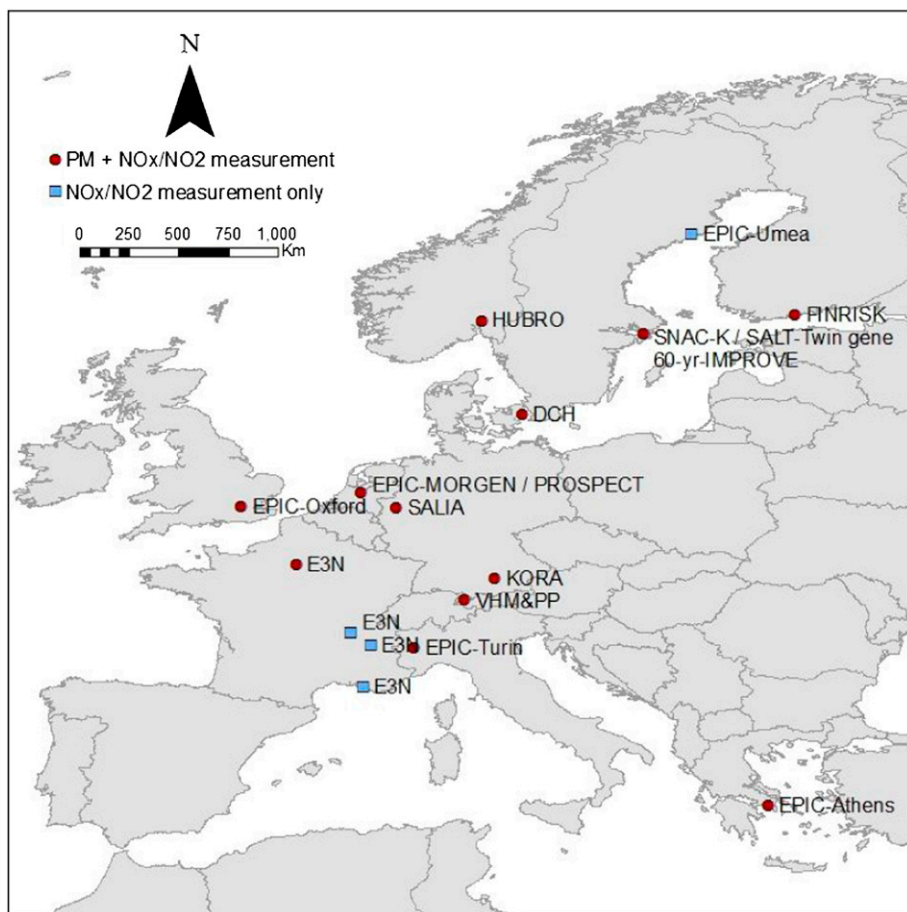 N
PM + NOx/NO2 measurement
NOx/NO2 measurement only
0 250 500 750 1,000
Km
EPIC-Umea
HUBRO
FINRISK
SNAC-K / SALT-Twin gene
60-yr-IMPROVE
DCH
EPIC-MORGEN / PROSPECT
EPIC-Oxford
SALIA
E3N
KORA
VHM&PP
E3N
E3N
EPIC-Turin
E3N
EPIC-Athens